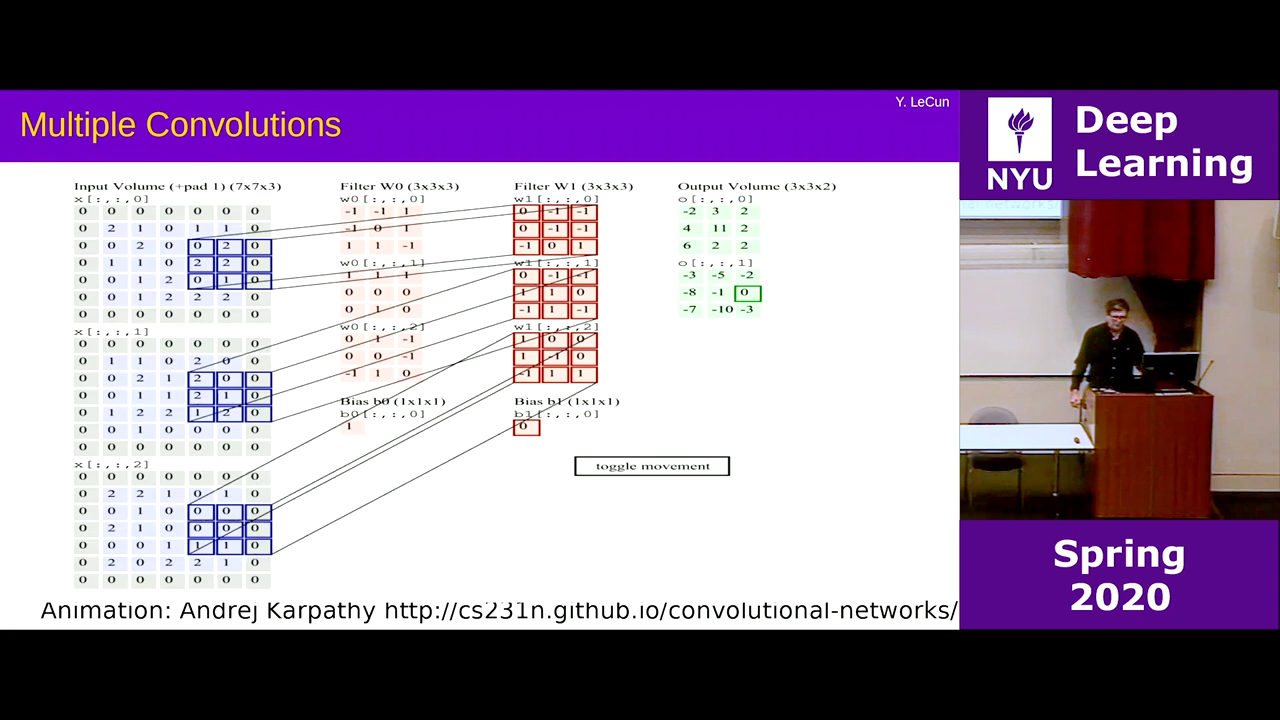 Y. LeCun
Multiple Convolutions
Input Volume (+pad 1) (7x7x3)
x[:,:,0]
0 0 0 0 0 0 0
0 2 1 0 1 1 0
0 0 2 0 0 2 0
0 1 1 0 2 2 0
0 0 1 2 0 1 0
0 0 1 2 2 2 0
0 0 0 0 0 0 0
x[:,:,1]
0 0 0 0 0 0 0
0 1 1 0 2 0 0
0 0 2 1 2 0 0
0 0 1 1 2 1 0
0 1 2 2 1 2 0
0 0 1 0 0 0 0
0 0 0 0 0 0 0
x[:,:,2]
0 0 0 0 0 0 0
0 2 2 1 0 1 0
0 0 1 0 0 0 0
0 2 1 0 0 0 0
0 0 0 1 1 1 0
0 2 0 2 2 1 0
0 0 0 0 0 0 0
Filter W0 (3x3x3)
w0[:,:,0]
-1 -1 1
-1 0 1
1 1 -1
w0[:,:,1]
1 1 1
0 0 0
0 1 0
w0[:,:,2]
0 1 -1
0 0 -1
-1 1 0
Bias b0 (1x1x1)
b0[:,:,0]
1
Filter W1 (3x3x3)
w1[:,:,0]
0 -1 -1
0 -1 -1
-1 0 1
w1[:,:,1]
0 -1 -1
1 1 0
-1 1 -1
w1[:,:,2]
1 0 0
1 -1 0
-1 1 1
Bias b1 (1x1x1)
b1[:,:,0]
0
Output Volume (3x3x2)
o[:,:,0]
-2 3 2
4 11 2
6 2 2
o[:,:,1]
-3 -5 -2
-8 -1 0
-7 -10 -3
toggle movement
Animation: Andrej Karpathy http://cs231n.github.io/convolutional-networks/
NYU
Deep
Learning
Spring
2020